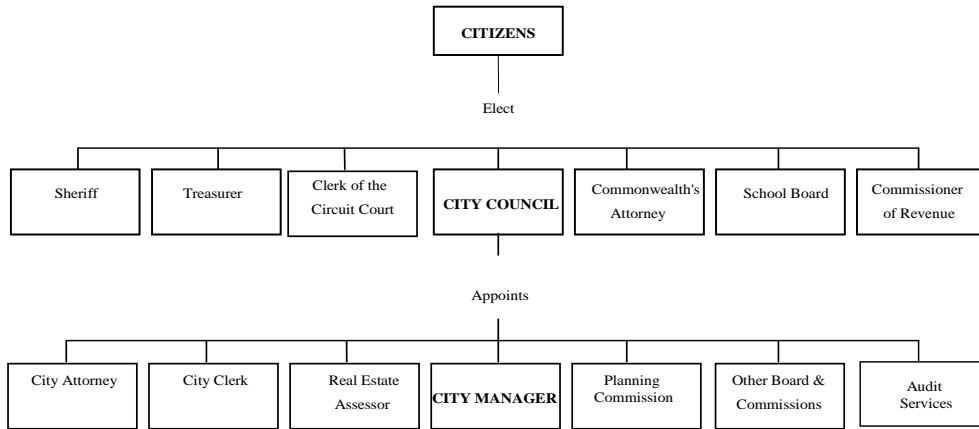 CITIZENS
Elect
Sheriff
Treasurer
Clerk of the
Circuit Court
CITY COUNCIL
Commonwealth's
Attorney
School Board
Commissioner
of Revenue
Appoints
City Attorney
City Clerk
Real Estate
Assessor
CITY MANAGER
Planning
Commission
Other Board &
Commissions
Audit
Services